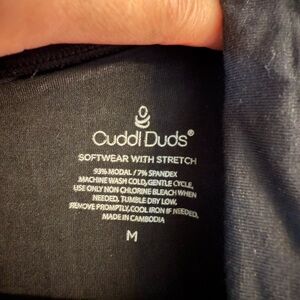 Cuddl Duds®
SOFTWEAR WITH STRETCH
93% MODAL / 7% SPANDEX
MACHINE WASH COLD, GENTLE CYCLE,
USE ONLY NON CHLORINE BLEACH WHEN
NEEDED, TUMBLE DRY LOW,
REMOVE PROMPTLY, COOL IRON IF NEEDED,
MADE IN CAMBODIA
M